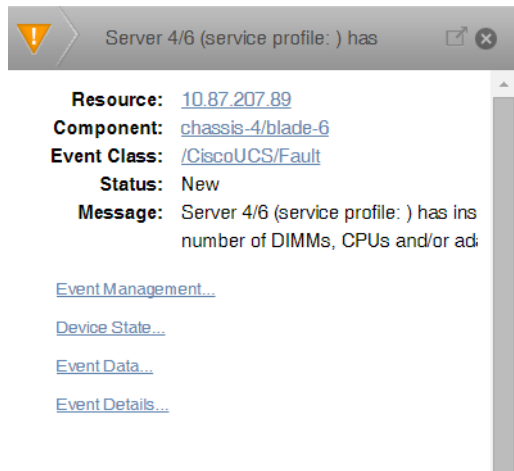 Server 4/6 (service profile: ) has
Resource: 10.87.207.89
Component: chassis-4/blade-6
Event Class: /CiscoUCS/Fault
Status: New
Message: Server 4/6 (service profile: ) has ins
number of DIMMs, CPUs and/or ada
Event Management...
Device State...
Event Data...
Event Details...